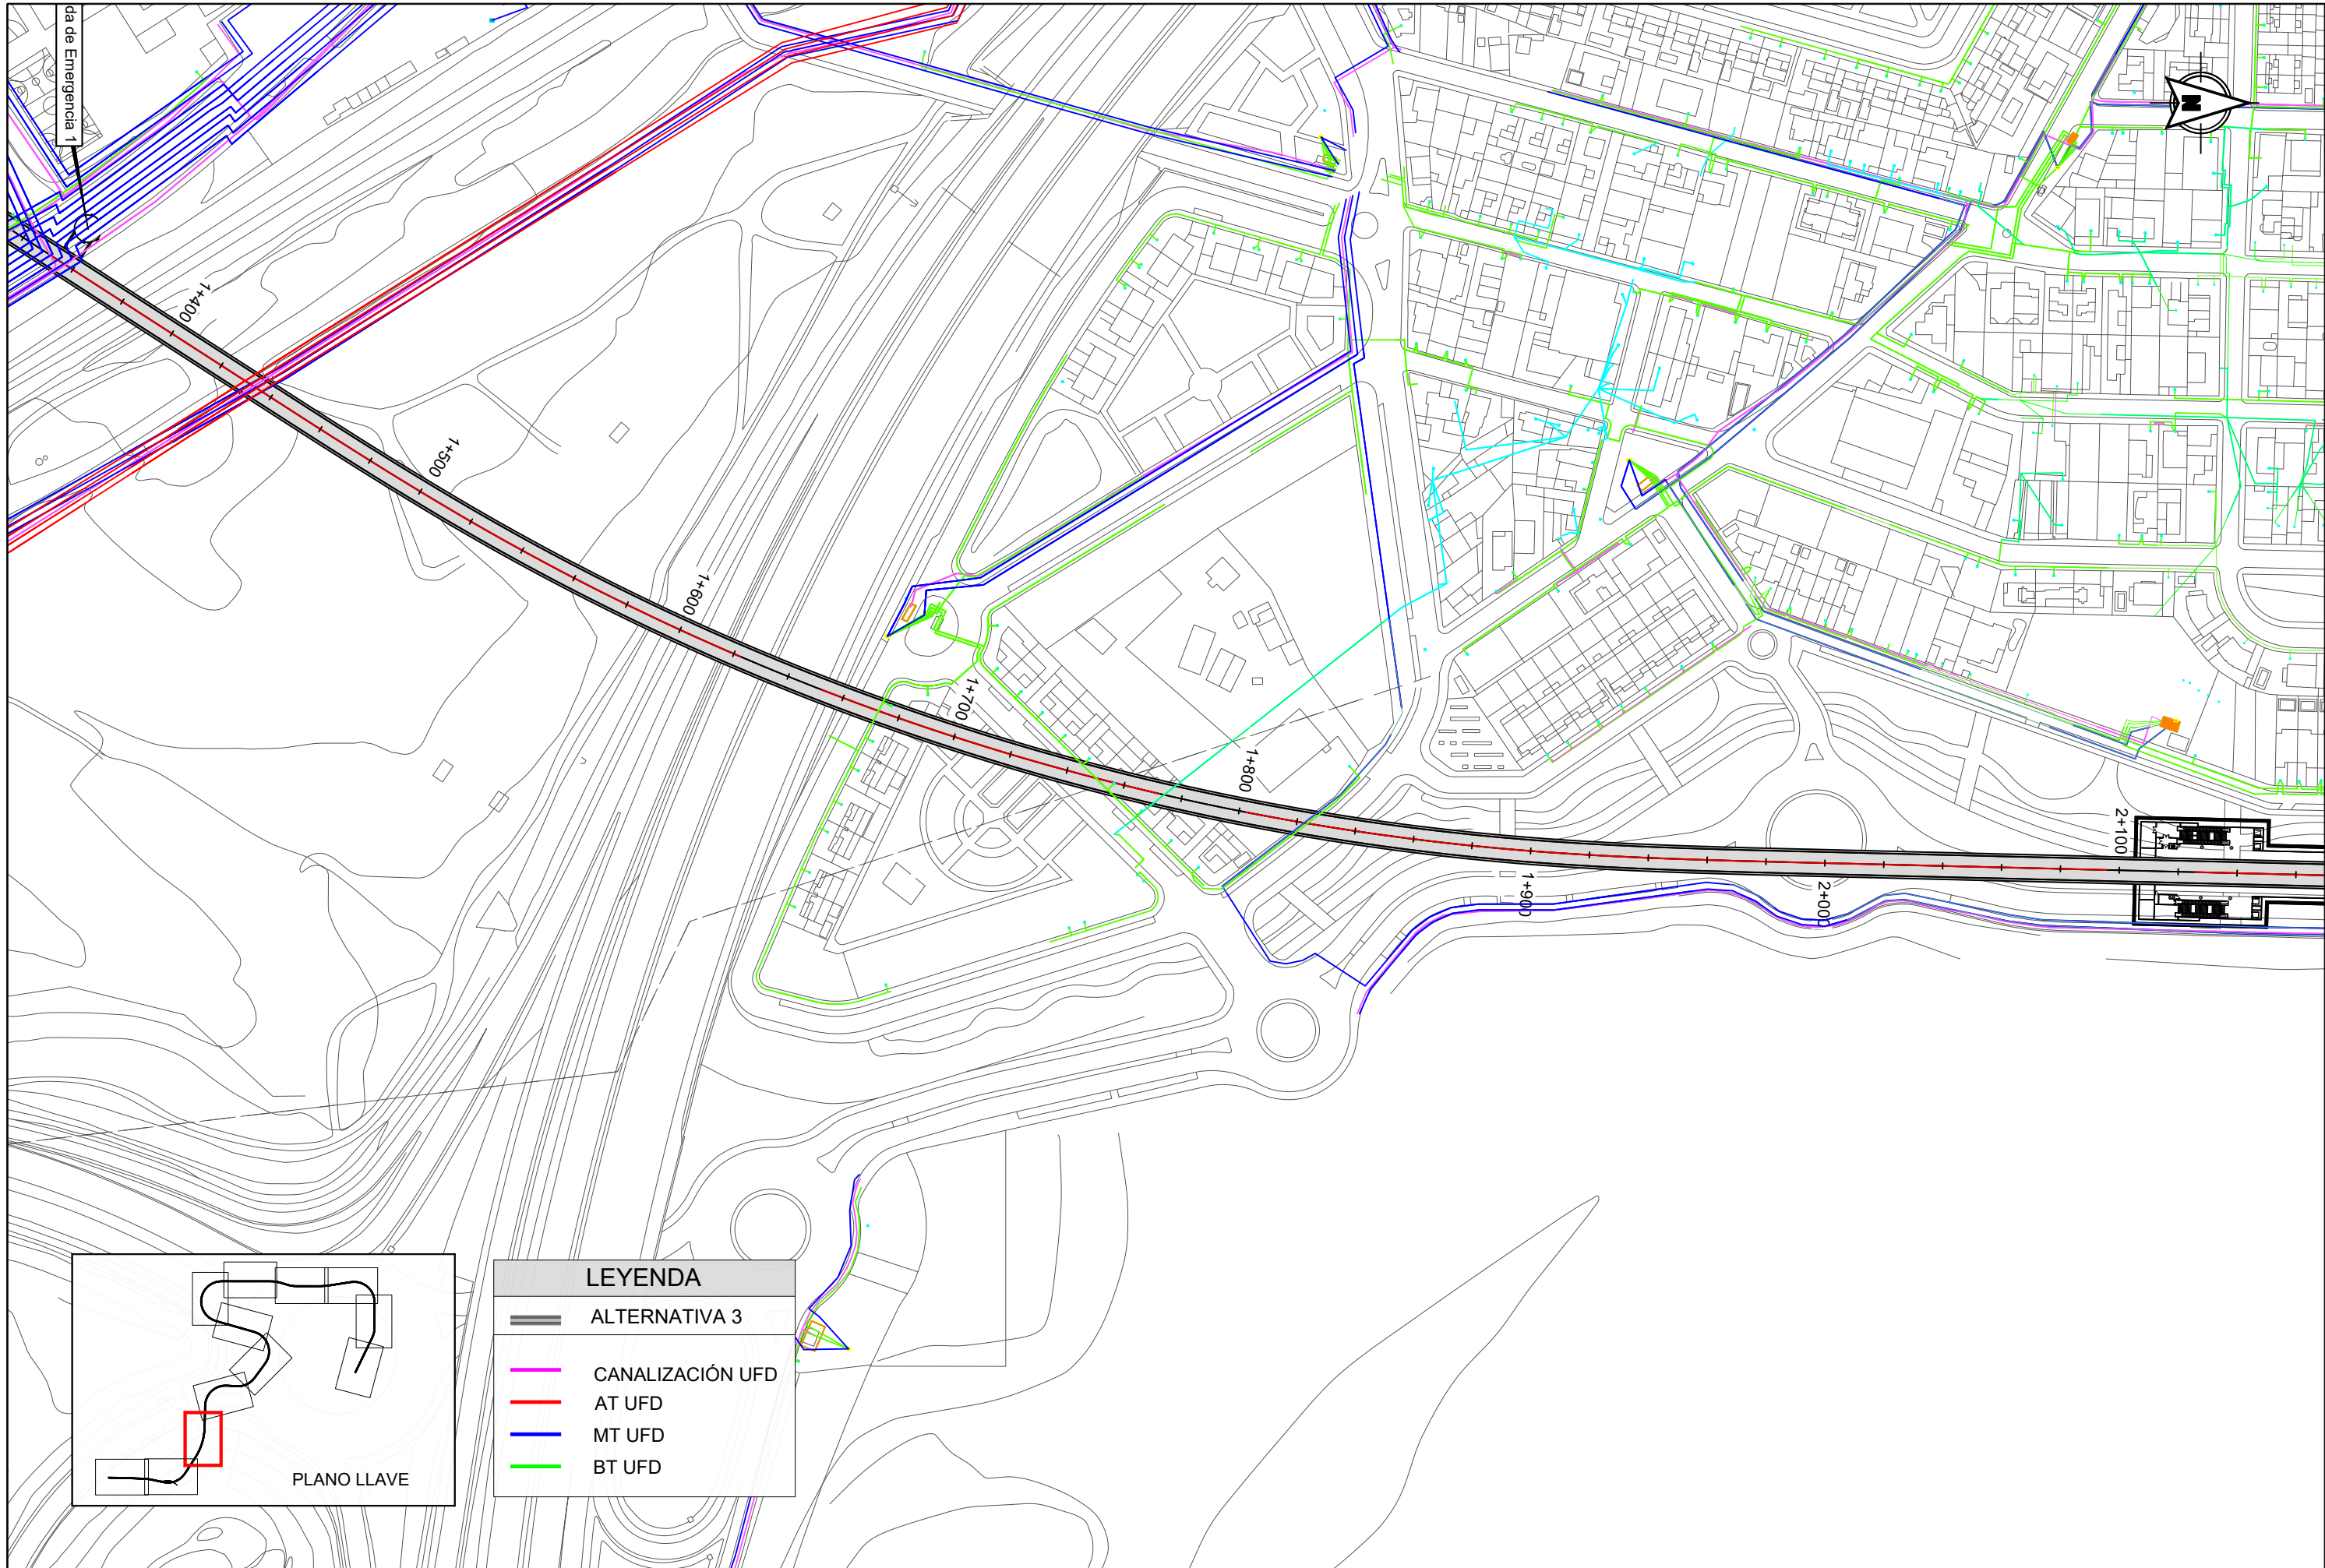 da de Emergencia 1
N
1+400
1+500
1+600
1+700
1+800
1+900
2+000
2+100
LEYENDA
ALTERNATIVA 3
CANALIZACIÓN UFD
AT UFD
MT UFD
BT UFD
PLANO LLAVE